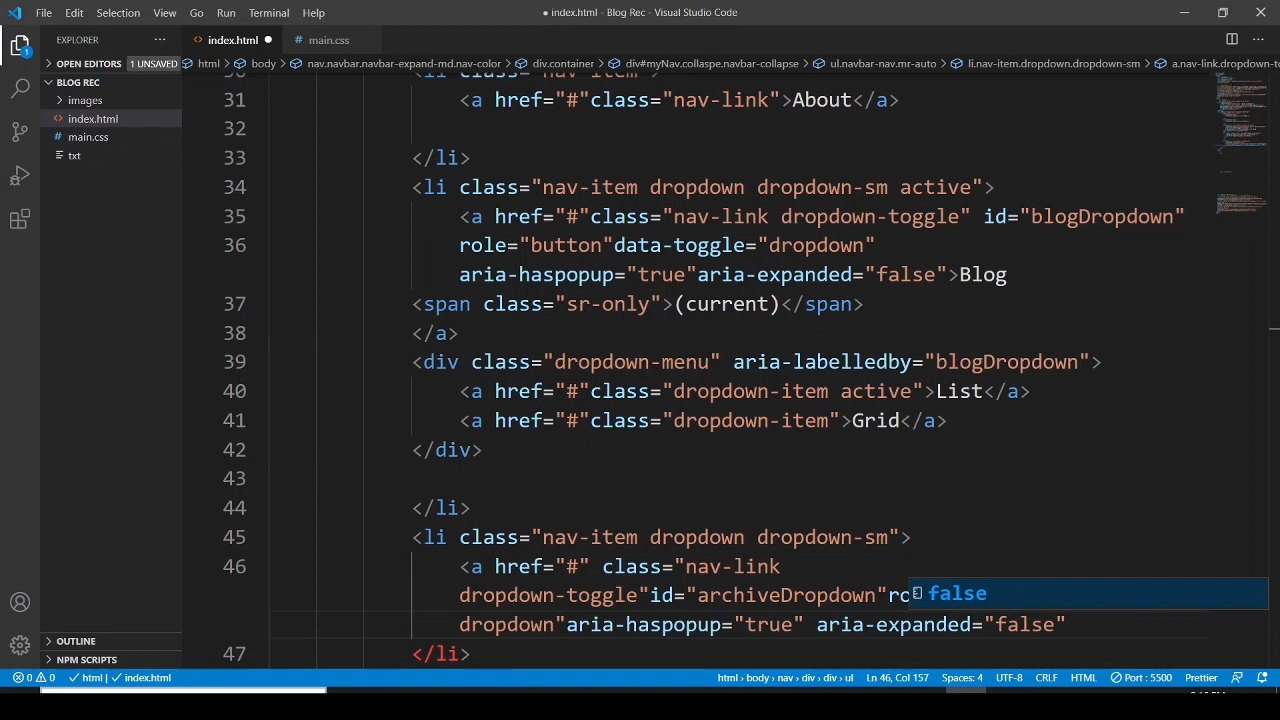 File Edit Selection View Go Run Terminal Help ● index.html - Blog Rec - Visual Studio Code
EXPLORER ··· <> index.html ● # main.css ···
OPEN EDITORS 1 UNSAVED
html > body > nav.navbar.navbar-expand-md.nav-color > div.container > div#myNav.collaspe.navbar-collapse > ul.navbar-nav.mr-auto > li.nav-item.dropdown.dropdown-sm > a.nav-link.dropdown-to
BLOG REC
images
<> index.html
# main.css
txt
OUTLINE
NPM SCRIPTS
1
30 <li class="nav-item">
31 <a href="#"class="nav-link">About</a>
32
33 </li>
34 <li class="nav-item dropdown dropdown-sm active">
35 <a href="#"class="nav-link dropdown-toggle" id="blogDropdown"
36 role="button"data-toggle="dropdown"
aria-haspopup="true"aria-expanded="false">Blog
37 <span class="sr-only">(current)</span>
38 </a>
39 <div class="dropdown-menu" aria-labelledby="blogDropdown">
40 <a href="#"class="dropdown-item active">List</a>
41 <a href="#"class="dropdown-item">Grid</a>
42 </div>
43
44 </li>
45 <li class="nav-item dropdown dropdown-sm">
46 <a href="#" class="nav-link
dropdown-toggle"id="archiveDropdown"ro
false
dropdown"aria-haspopup="true" aria-expanded="false"
47 </li>
0 0 html | index.html html | body | nav | div | div | ul Ln 46, Col 157 Spaces: 4 UTF-8 CRLF HTML Port : 5500 Prettier